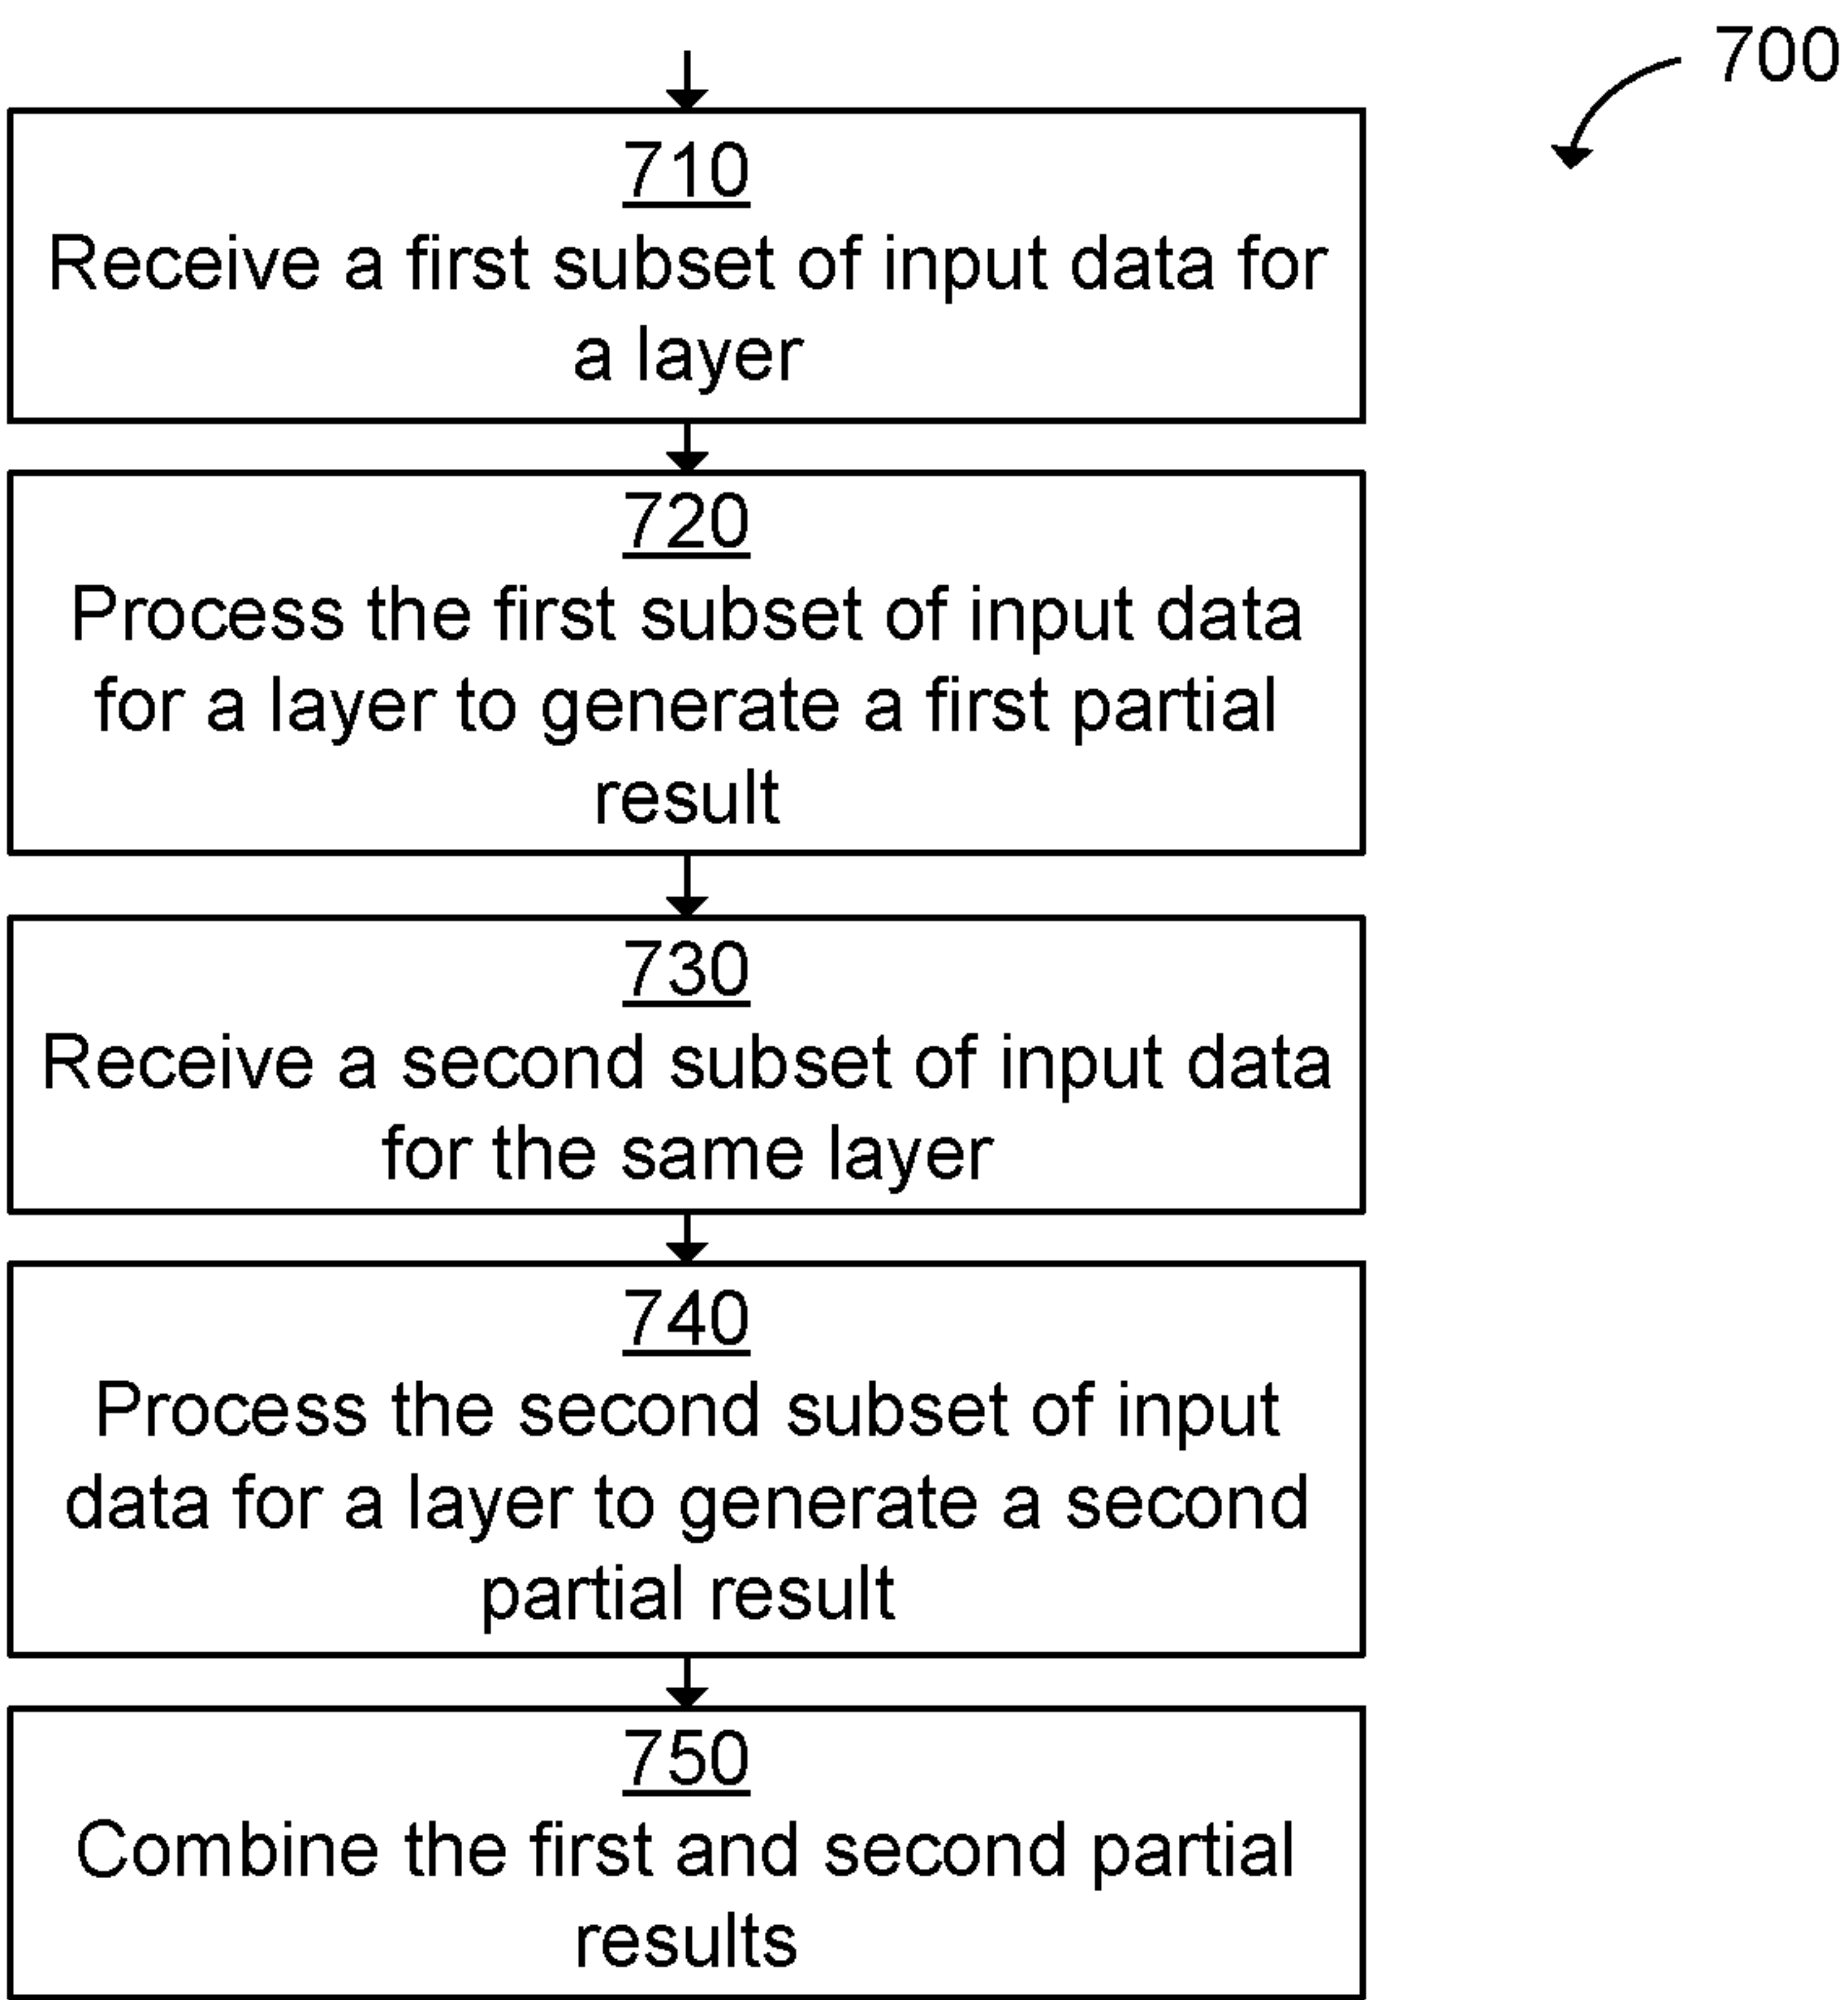 700
710
Receive a first subset of input data for
a layer
720
Process the first subset of input data
for a layer to generate a first partial
result
730
Receive a second subset of input data
for the same layer
740
Process the second subset of input
data for a layer to generate a second
partial result
750
Combine the first and second partial
results